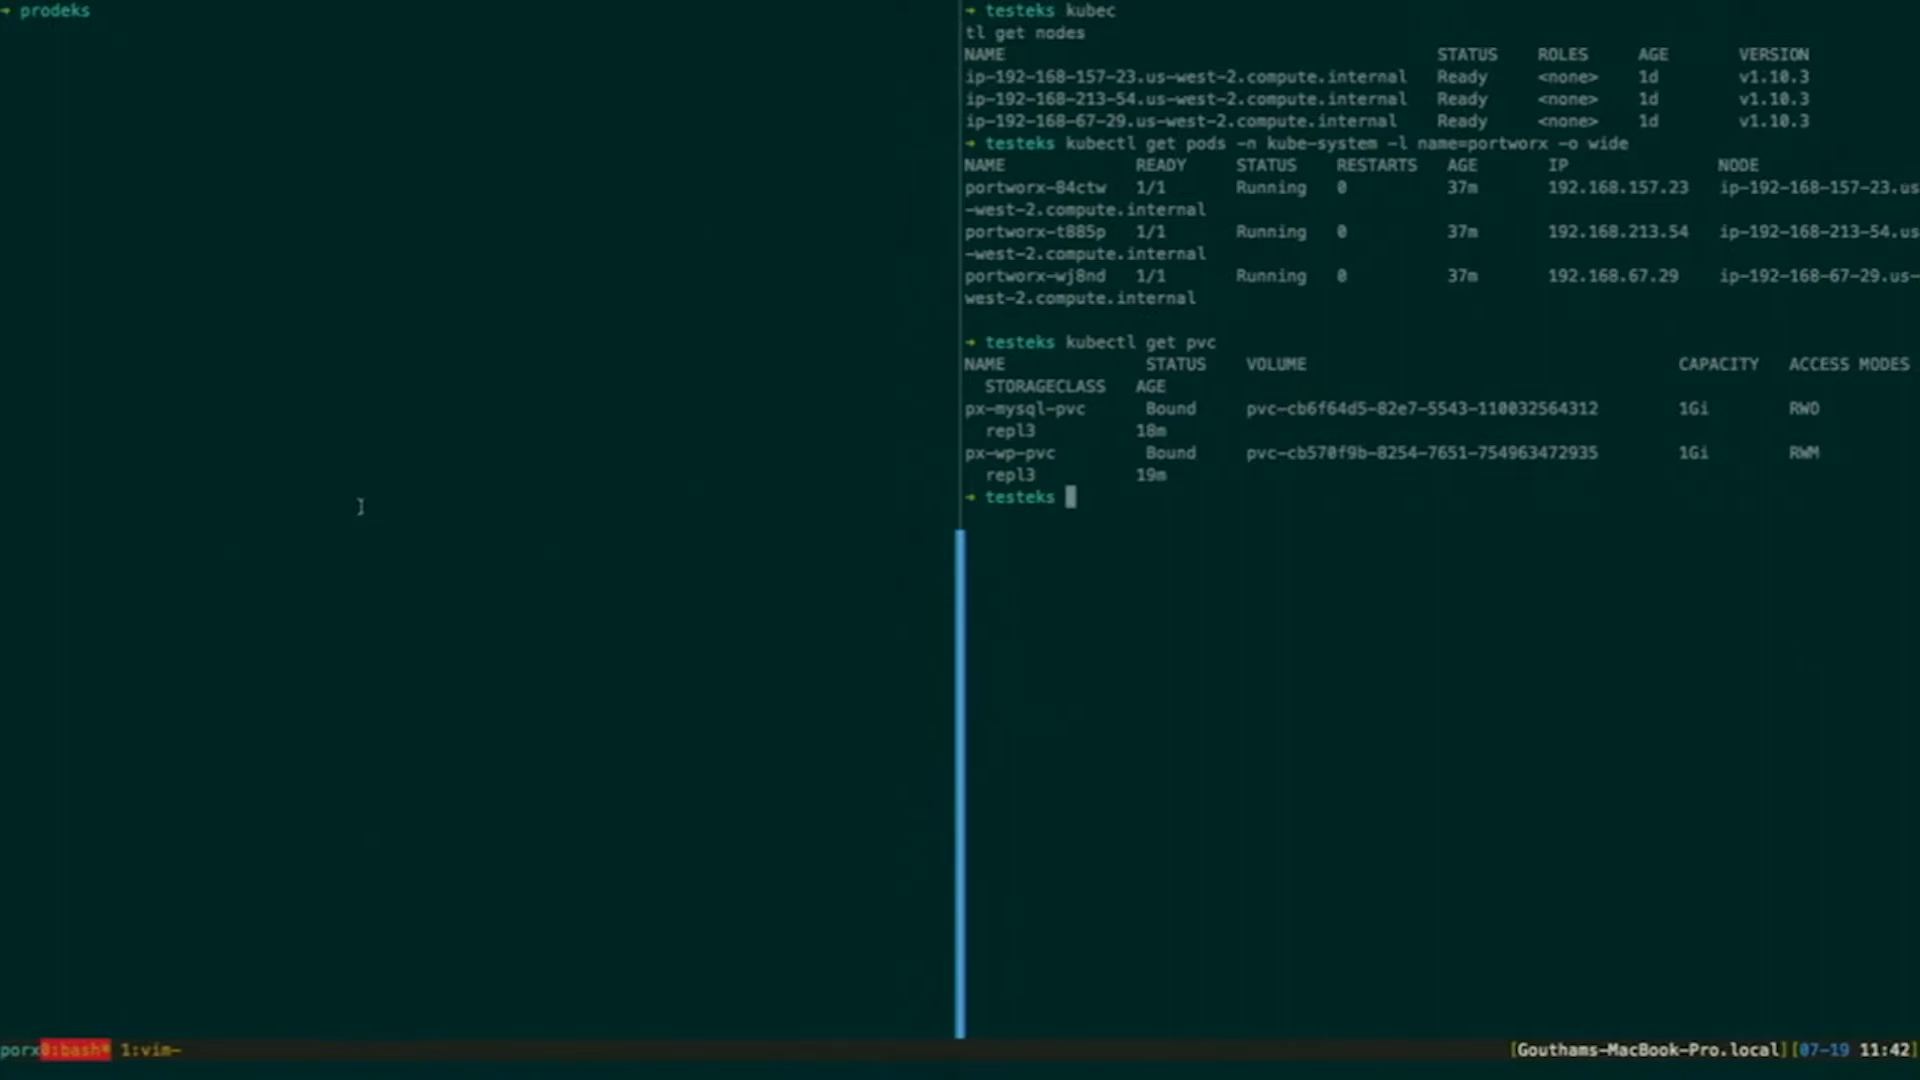 → prodeks
→ testeks kubec
tl get nodes
NAME STATUS ROLES AGE VERSION
ip-192-168-157-23.us-west-2.compute.internal Ready <none> 1d v1.10.3
ip-192-168-213-54.us-west-2.compute.internal Ready <none> 1d v1.10.3
ip-192-168-67-29.us-west-2.compute.internal Ready <none> 1d v1.10.3
→ testeks kubectl get pods -n kube-system -l name=portworx -o wide
NAME READY STATUS RESTARTS AGE IP NODE
portworx-84ctw 1/1 Running 0 37m 192.168.157.23 ip-192-168-157-23.us
-west-2.compute.internal
portworx-t885p 1/1 Running 0 37m 192.168.213.54 ip-192-168-213-54.us
-west-2.compute.internal
portworx-wj8nd 1/1 Running 0 37m 192.168.67.29 ip-192-168-67-29.us-
west-2.compute.internal
→ testeks kubectl get pvc
NAME STATUS VOLUME CAPACITY ACCESS MODES
STORAGECLASS AGE
px-mysql-pvc Bound pvc-cb6f64d5-82e7-5543-110032564312 1Gi RWO
repl3 18m
px-wp-pvc Bound pvc-cb570f9b-8254-7651-754963472935 1Gi RWM
repl3 19m
→ testeks
porx0:bash* 1:vim- [Gouthams-MacBook-Pro.local][07-19 11:42]